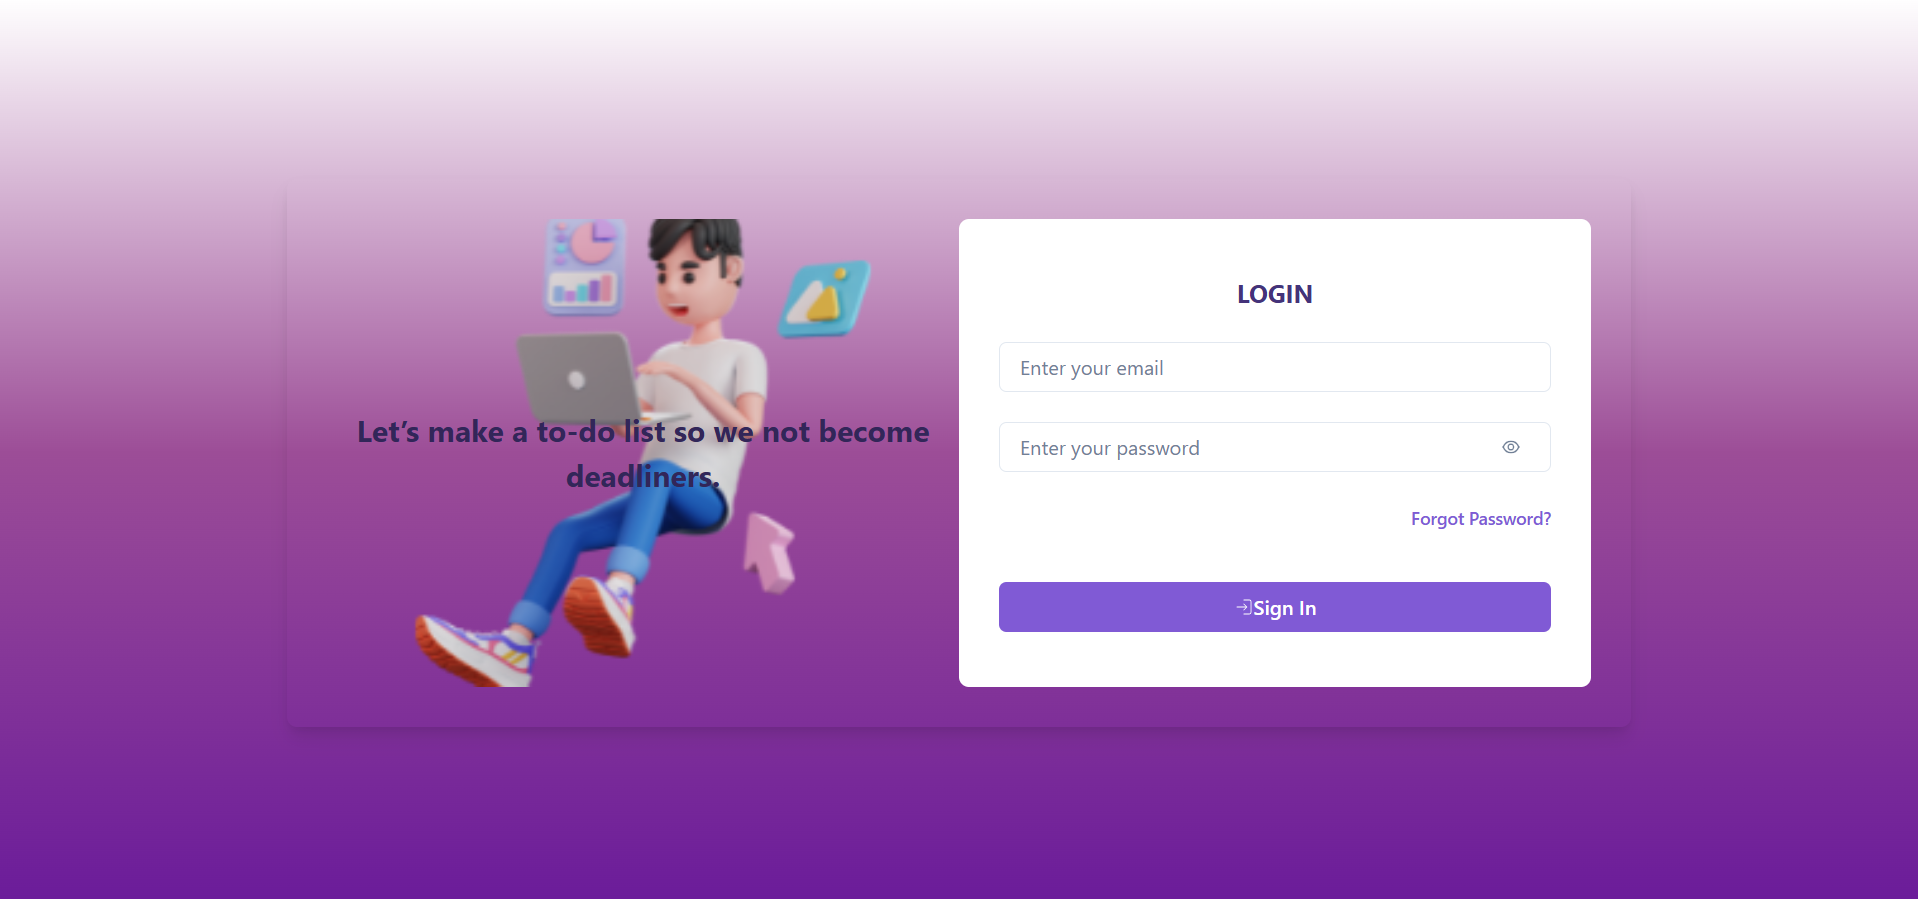 Let’s make a to-do list so we not become
deadliners.
LOGIN
Enter your email
Enter your password
Forgot Password?
Sign In